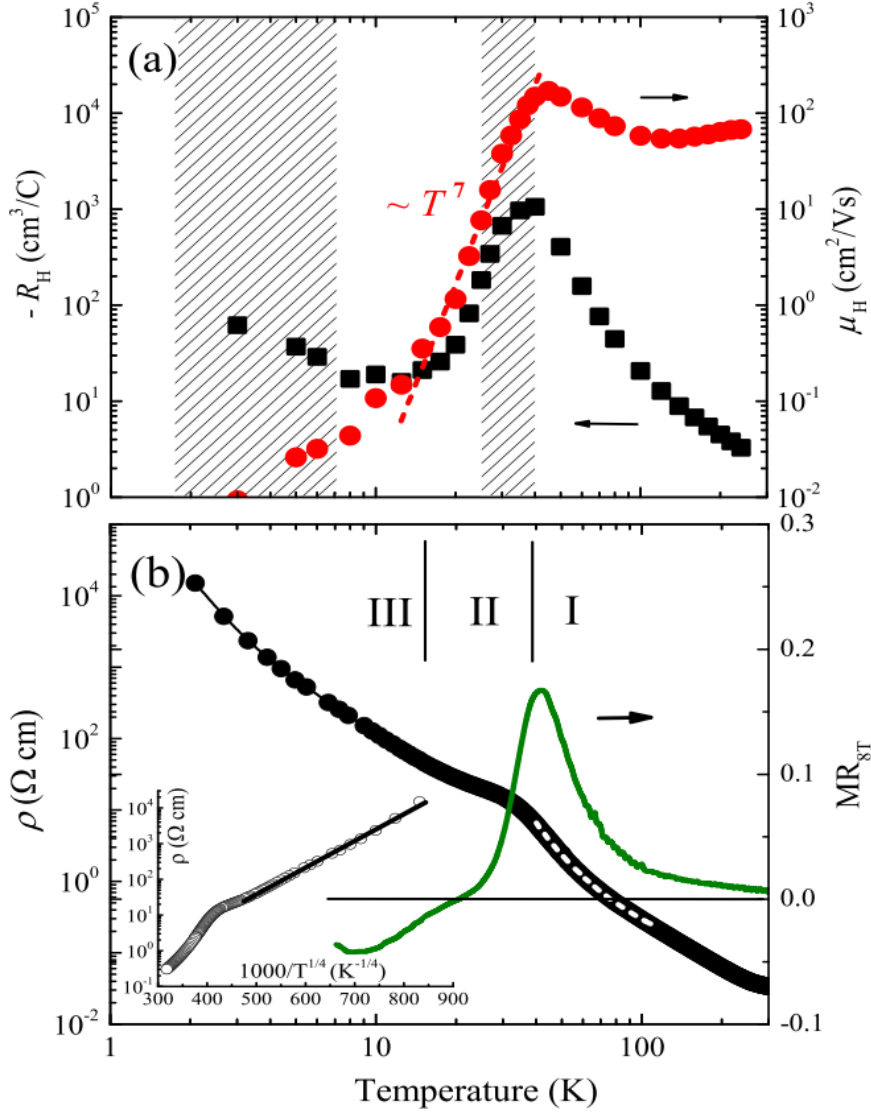 (a)
10^5
10^4
10^3
10^2
10^1
10^0
- R_H (cm^3/C)
~ T^7
10^3
10^2
10^1
10^0
10^-1
10^-2
μ_H (cm^2/Vs)
(b)
III II I
10^4
10^2
10^0
10^-2
ρ (Ω cm)
0.3
0.2
0.1
0.0
-0.1
MR_8T
10^4
10^3
10^2
10^1
10^0
10^-1
ρ (Ω cm)
1000/T^1/4 (K^-1/4)
300 400 500 600 700 800 900
1 10 100
Temperature (K)